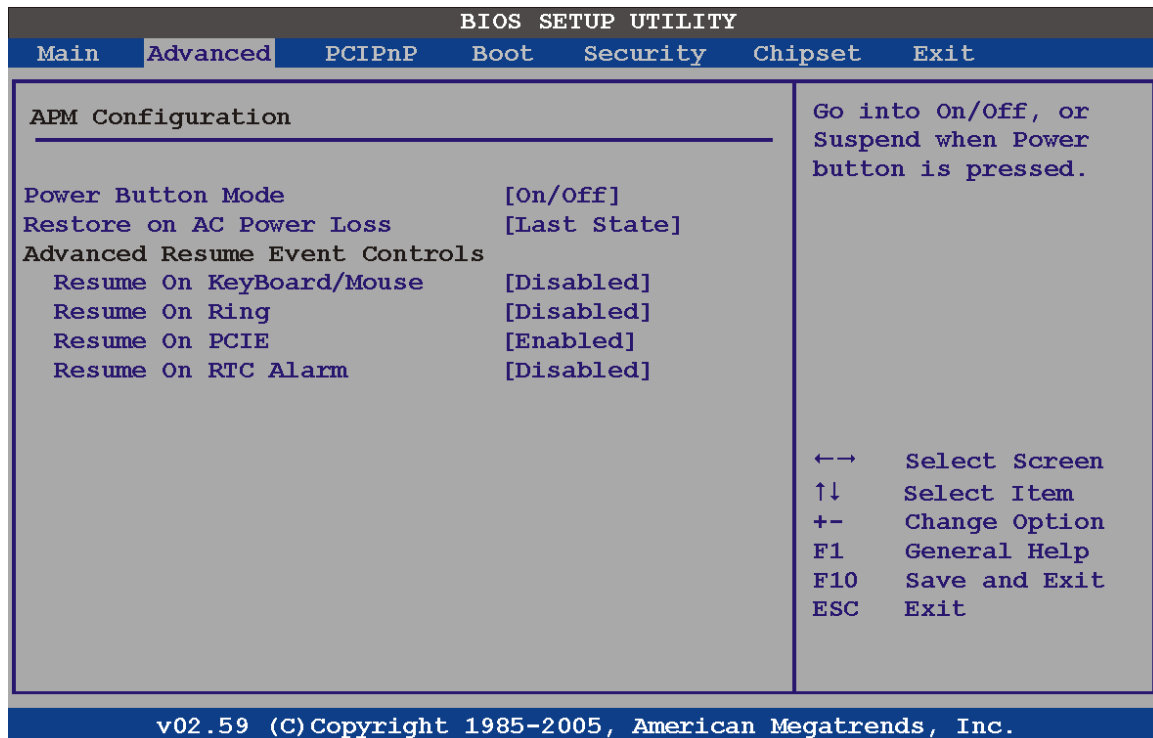 BIOS SETUP UTILITY
Main Advanced PCIPnP Boot Security Chipset Exit
APM Configuration
Power Button Mode [On/Off]
Restore on AC Power Loss [Last State]
Advanced Resume Event Controls
Resume On KeyBoard/Mouse [Disabled]
Resume On Ring [Disabled]
Resume On PCIE [Enabled]
Resume On RTC Alarm [Disabled]
Go into On/Off, or
Suspend when Power
button is pressed.
←→ Select Screen
↑↓ Select Item
+- Change Option
F1 General Help
F10 Save and Exit
ESC Exit
v02.59 (C)Copyright 1985-2005, American Megatrends, Inc.